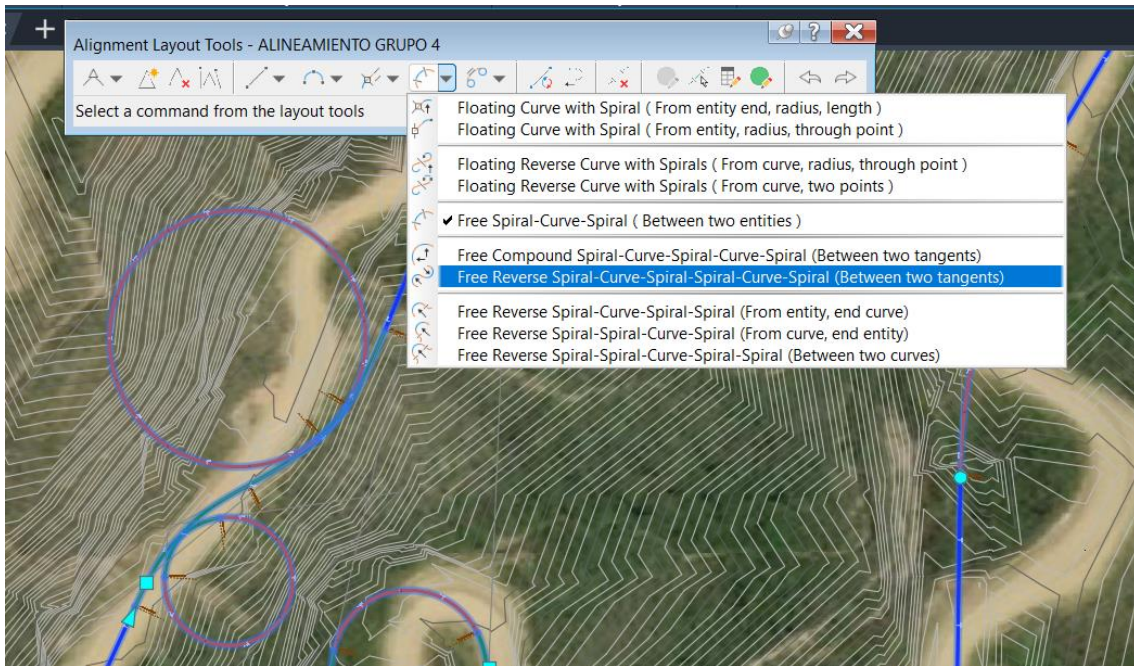 Alignment Layout Tools - ALINEAMIENTO GRUPO 4
Select a command from the layout tools
Floating Curve with Spiral ( From entity end, radius, length )
Floating Curve with Spiral ( From entity, radius, through point )
Floating Reverse Curve with Spirals ( From curve, radius, through point )
Floating Reverse Curve with Spirals ( From curve, two points )
Free Spiral-Curve-Spiral ( Between two entities )
Free Compound Spiral-Curve-Spiral-Curve-Spiral (Between two tangents)
Free Reverse Spiral-Curve-Spiral-Spiral-Curve-Spiral (Between two tangents)
Free Reverse Spiral-Curve-Spiral-Spiral (From entity, end curve)
Free Reverse Spiral-Spiral-Curve-Spiral (From curve, end entity)
Free Reverse Spiral-Spiral-Curve-Spiral-Spiral (Between two curves)